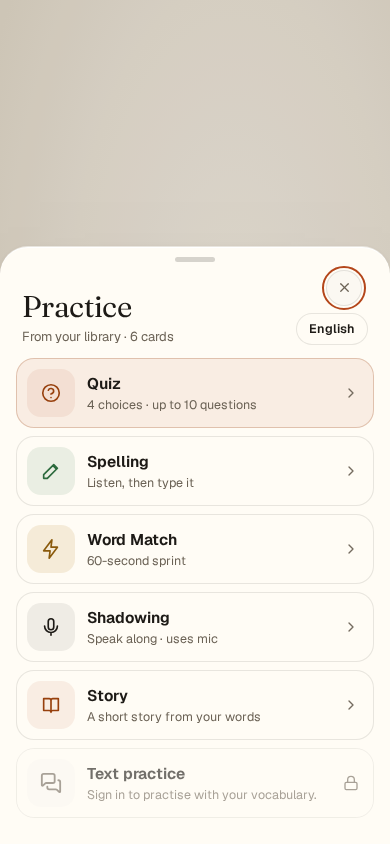 Practice
From your library · 6 cards
English
Quiz
4 choices · up to 10 questions
Spelling
Listen, then type it
Word Match
60-second sprint
Shadowing
Speak along · uses mic
Story
A short story from your words
Text practice
Sign in to practise with your vocabulary.